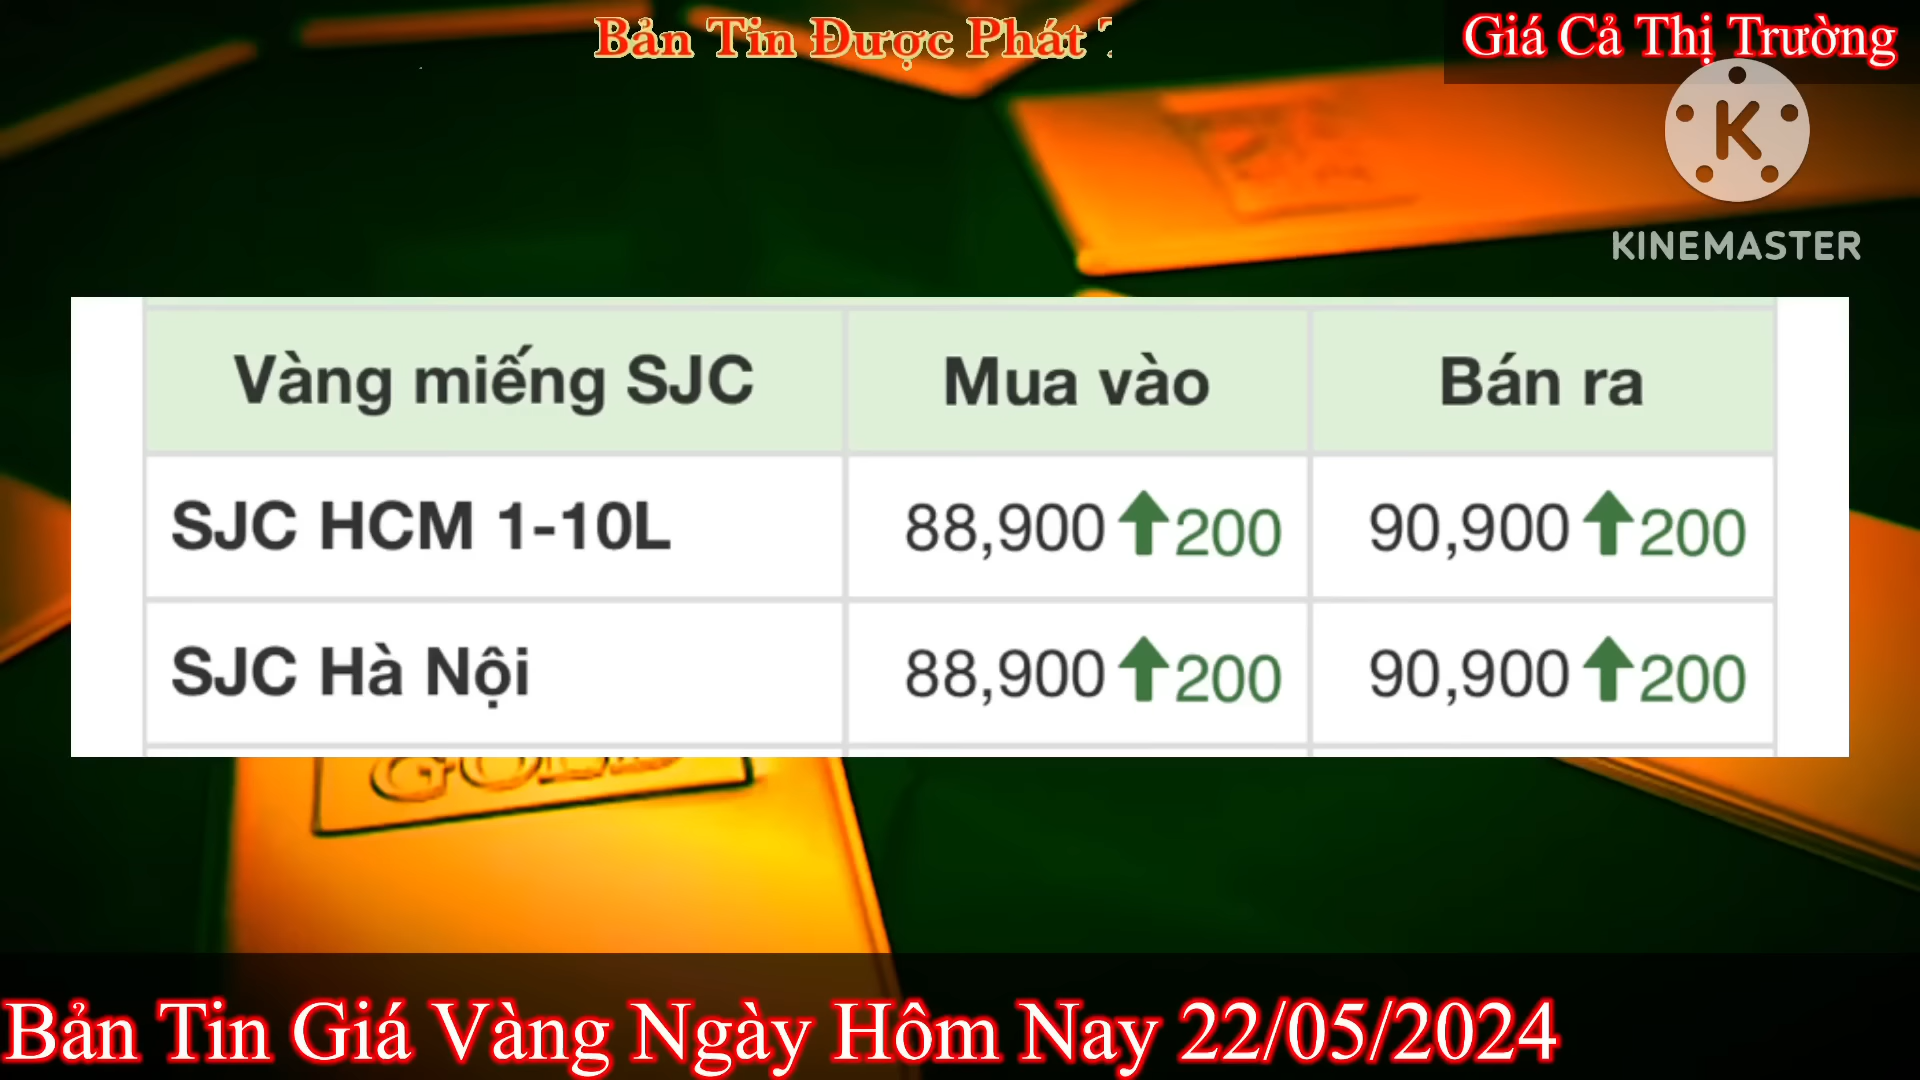 Bản Tin Được Phát
Giá Cả Thị Trường
K
KINEMASTER
Vàng miếng SJC Mua vào Bán ra
SJC HCM 1-10L 88,900 ↑200 90,900 ↑200
SJC Hà Nội 88,900 ↑200 90,900 ↑200
Bản Tin Giá Vàng Ngày Hôm Nay 22/05/2024